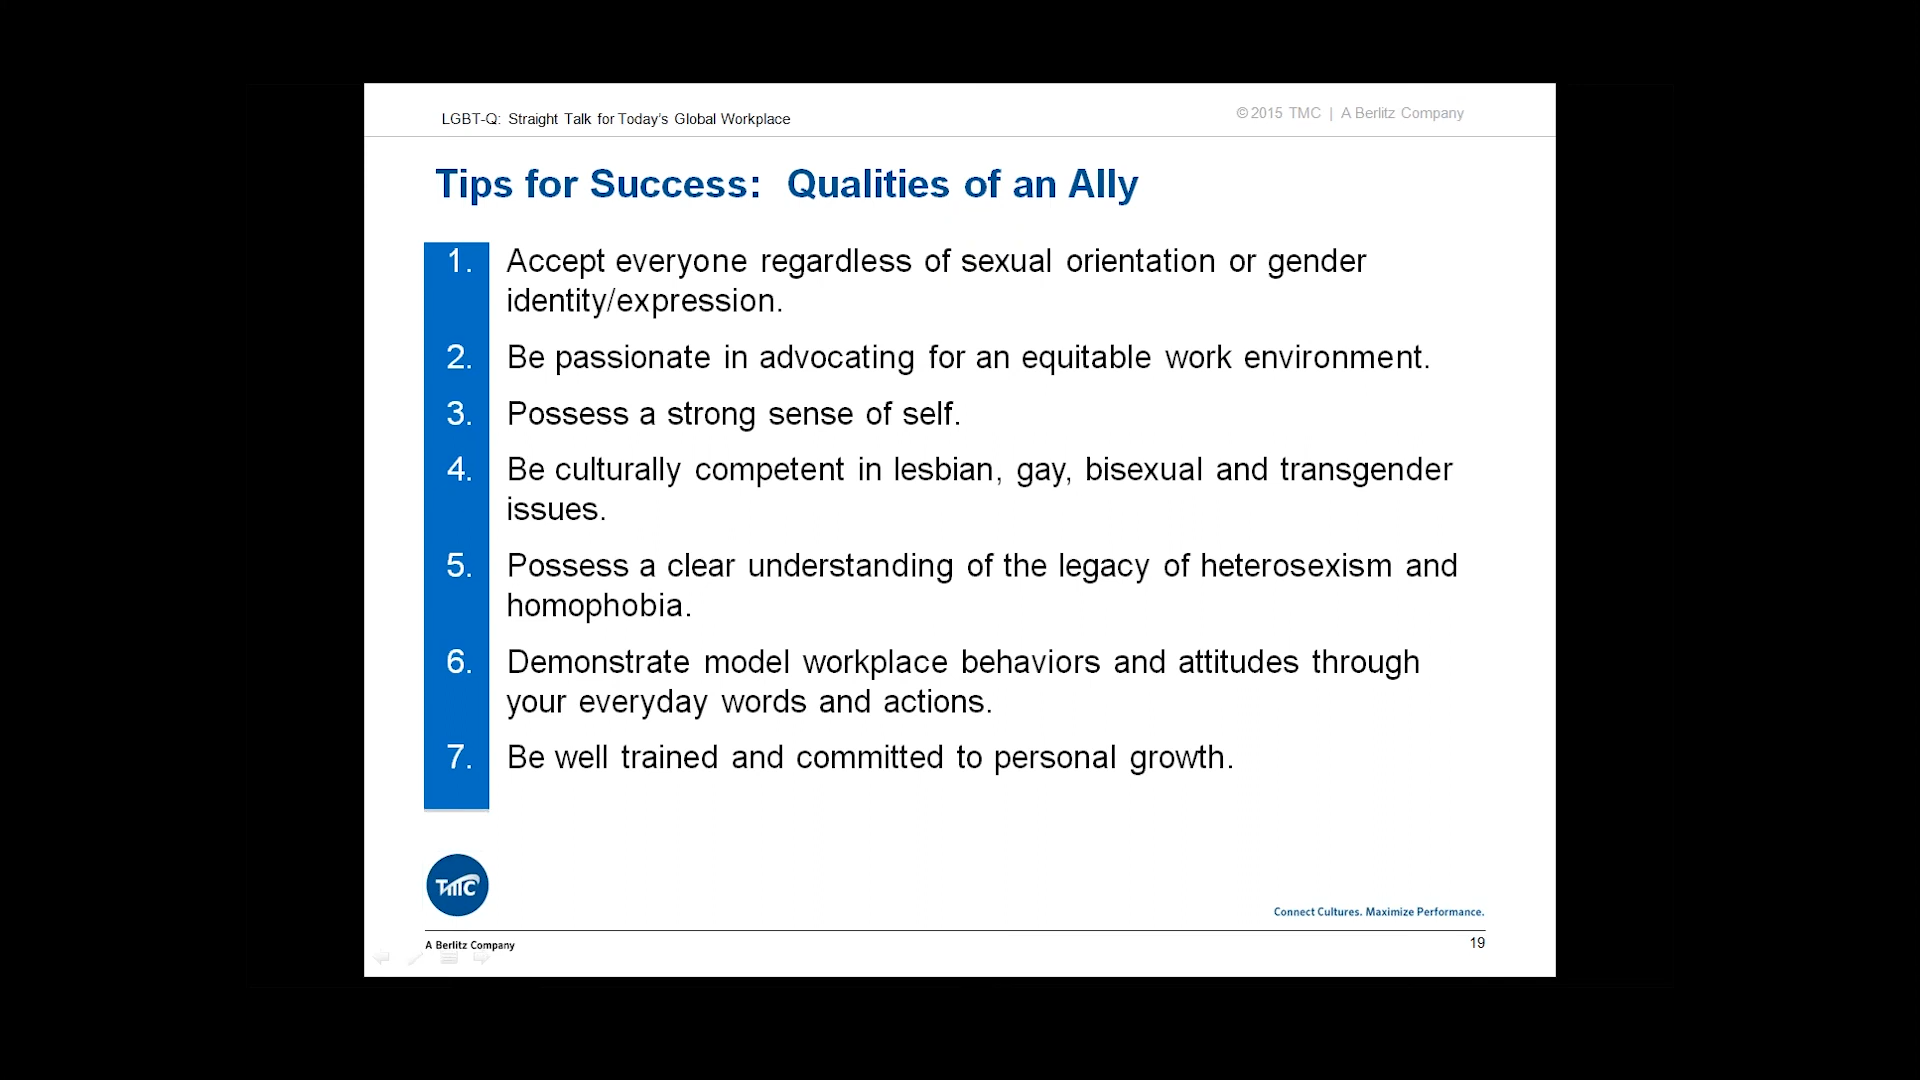 LGBT-Q: Straight Talk for Today's Global Workplace
© 2015 TMC | A Berlitz Company
Tips for Success: Qualities of an Ally
1. Accept everyone regardless of sexual orientation or gender
identity/expression.
2. Be passionate in advocating for an equitable work environment.
3. Possess a strong sense of self.
4. Be culturally competent in lesbian, gay, bisexual and transgender
issues.
5. Possess a clear understanding of the legacy of heterosexism and
homophobia.
6. Demonstrate model workplace behaviors and attitudes through
your everyday words and actions.
7. Be well trained and committed to personal growth.
TMC
Connect Cultures. Maximize Performance.
A Berlitz Company
19